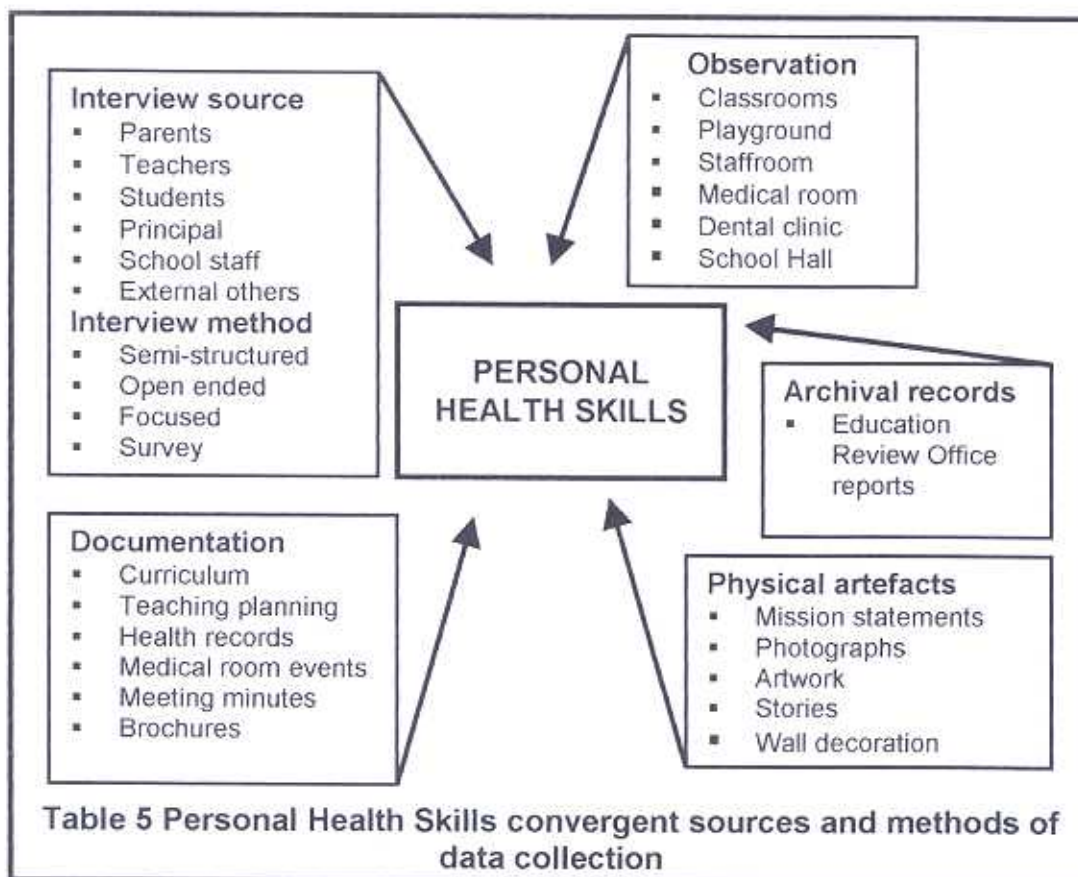 Interview source
▪ Parents
▪ Teachers
▪ Students
▪ Principal
▪ School staff
▪ External others
Interview method
▪ Semi-structured
▪ Open ended
▪ Focused
▪ Survey
Observation
▪ Classrooms
▪ Playground
▪ Staffroom
▪ Medical room
▪ Dental clinic
▪ School Hall
PERSONAL
HEALTH SKILLS
Archival records
▪ Education
Review Office
reports
Documentation
▪ Curriculum
▪ Teaching planning
▪ Health records
▪ Medical room events
▪ Meeting minutes
▪ Brochures
Physical artefacts
▪ Mission statements
▪ Photographs
▪ Artwork
▪ Stories
▪ Wall decoration
Table 5 Personal Health Skills convergent sources and methods of
data collection